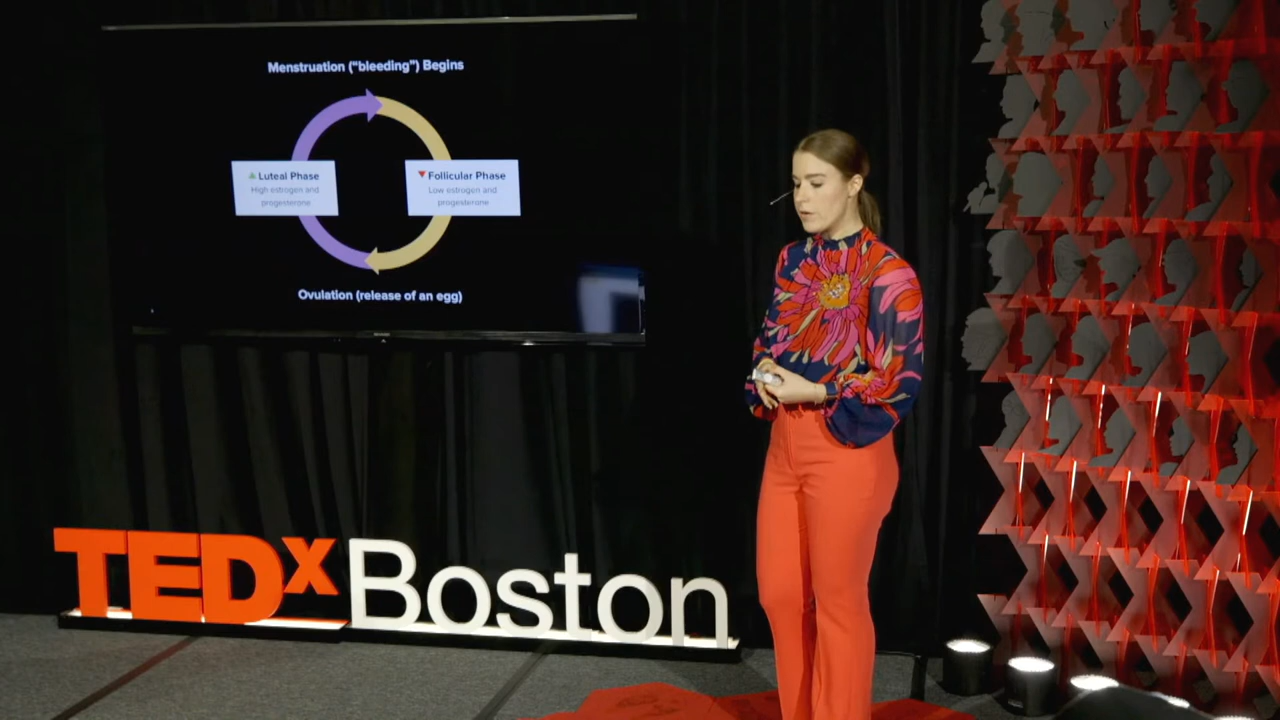 Menstruation ("bleeding") Begins
Luteal Phase
High estrogen and
progesterone
Follicular Phase
Low estrogen and
progesterone
Ovulation (release of an egg)
TEDx Boston